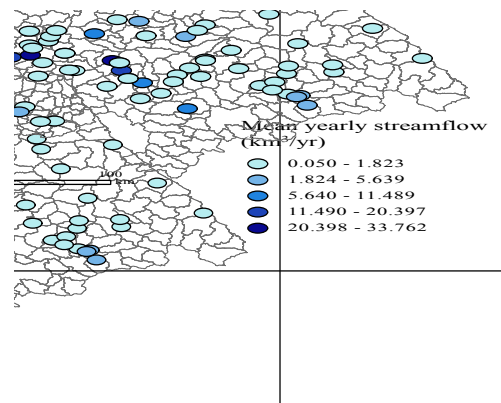 Mean yearly streamflow
(km³/yr)
0.050 - 1.823
1.824 - 5.639
5.640 - 11.489
11.490 - 20.397
20.398 - 33.762
100
km